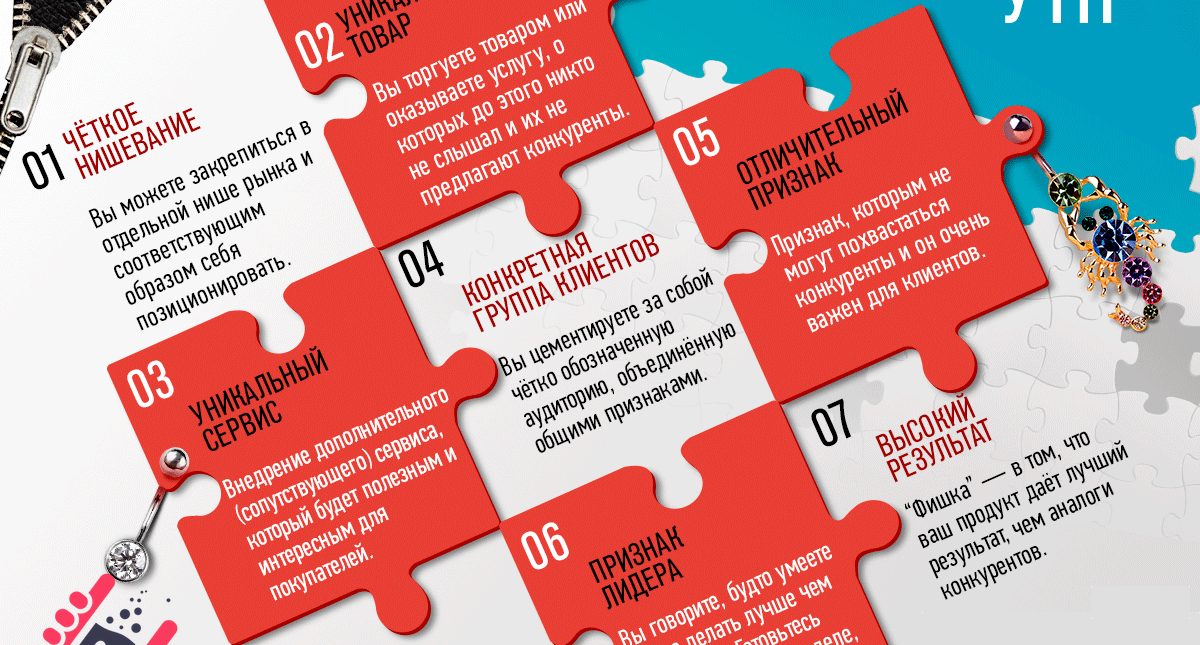 УТП
01
ЧЁТКОЕ
НИШЕВАНИЕ
Вы можете закрепиться в
отдельной нише рынка и
соответствующим
образом себя
позиционировать.
02
УНИКАЛЬНЫЙ
ТОВАР
Вы торгуете товаром или
оказываете услугу, о
которых до этого никто
не слышал и их не
предлагают конкуренты.
03
УНИКАЛЬНЫЙ
СЕРВИС
Внедрение дополнительного
(сопутствующего) сервиса,
который будет полезным и
интересным для
покупателей.
04
КОНКРЕТНАЯ
ГРУППА КЛИЕНТОВ
Вы цементируете за собой
чётко обозначенную
аудиторию, объединённую
общими признаками.
05
ОТЛИЧИТЕЛЬНЫЙ
ПРИЗНАК
Признак, которым не
могут похвастаться
конкуренты и он очень
важен для клиентов.
06
ПРИЗНАК
ЛИДЕРА
Вы говорите, будто умеете
делать лучше чем
Готовьтесь
деле,
07
ВЫСОКИЙ
РЕЗУЛЬТАТ
“Фишка” — в том, что
ваш продукт даёт лучший
результат, чем аналоги
конкурентов.